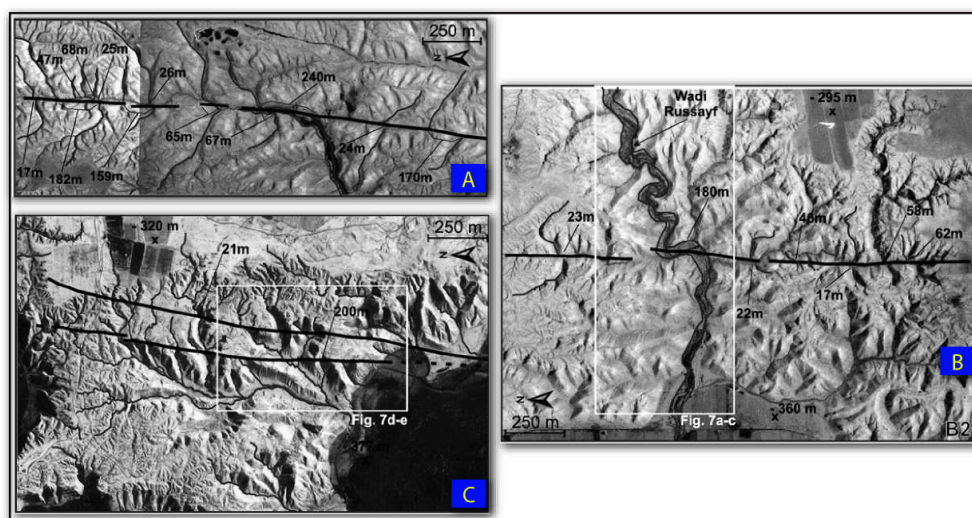 250 m
68m
25m
47m
26m
240m
65m
67m
24m
17m
182m
159m
170m
A
- 320 m
x
21m
250 m
200m
Fig. 7d-e
C
Wadi
Russayf
- 295 m
x
180m
23m
46m
58m
62m
17m
22m
- 360 m
x
250 m
Fig. 7a-c
B
B2